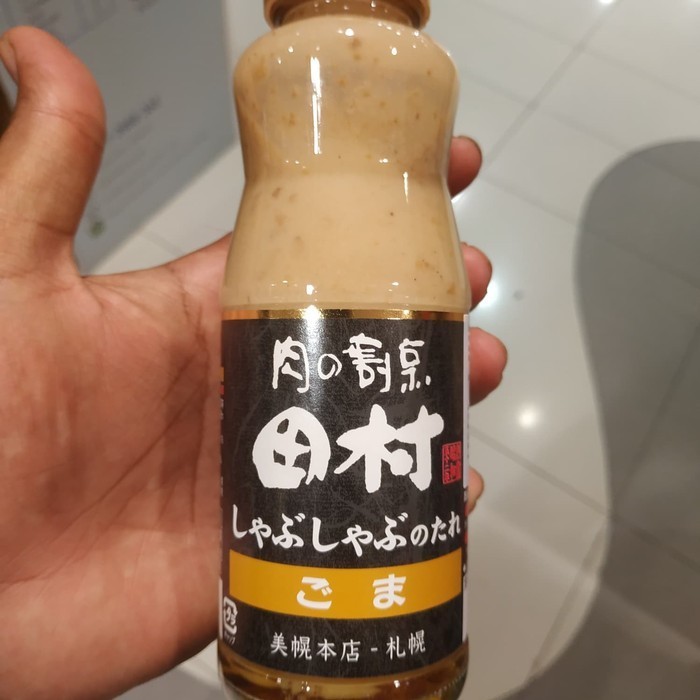 肉の割烹
田村
しゃぶしゃぶのたれ
ごま
美幌本店-札幌